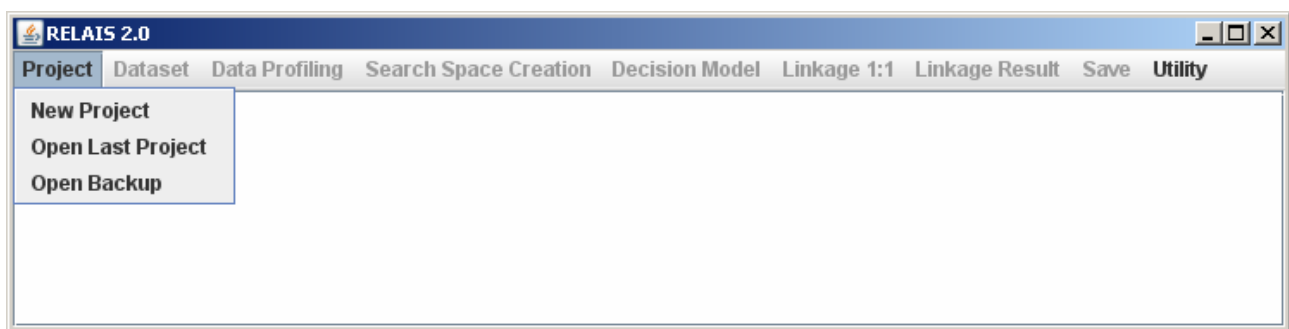 RELAIS 2.0
Project Dataset Data Profiling Search Space Creation Decision Model Linkage 1:1 Linkage Result Save Utility
New Project
Open Last Project
Open Backup